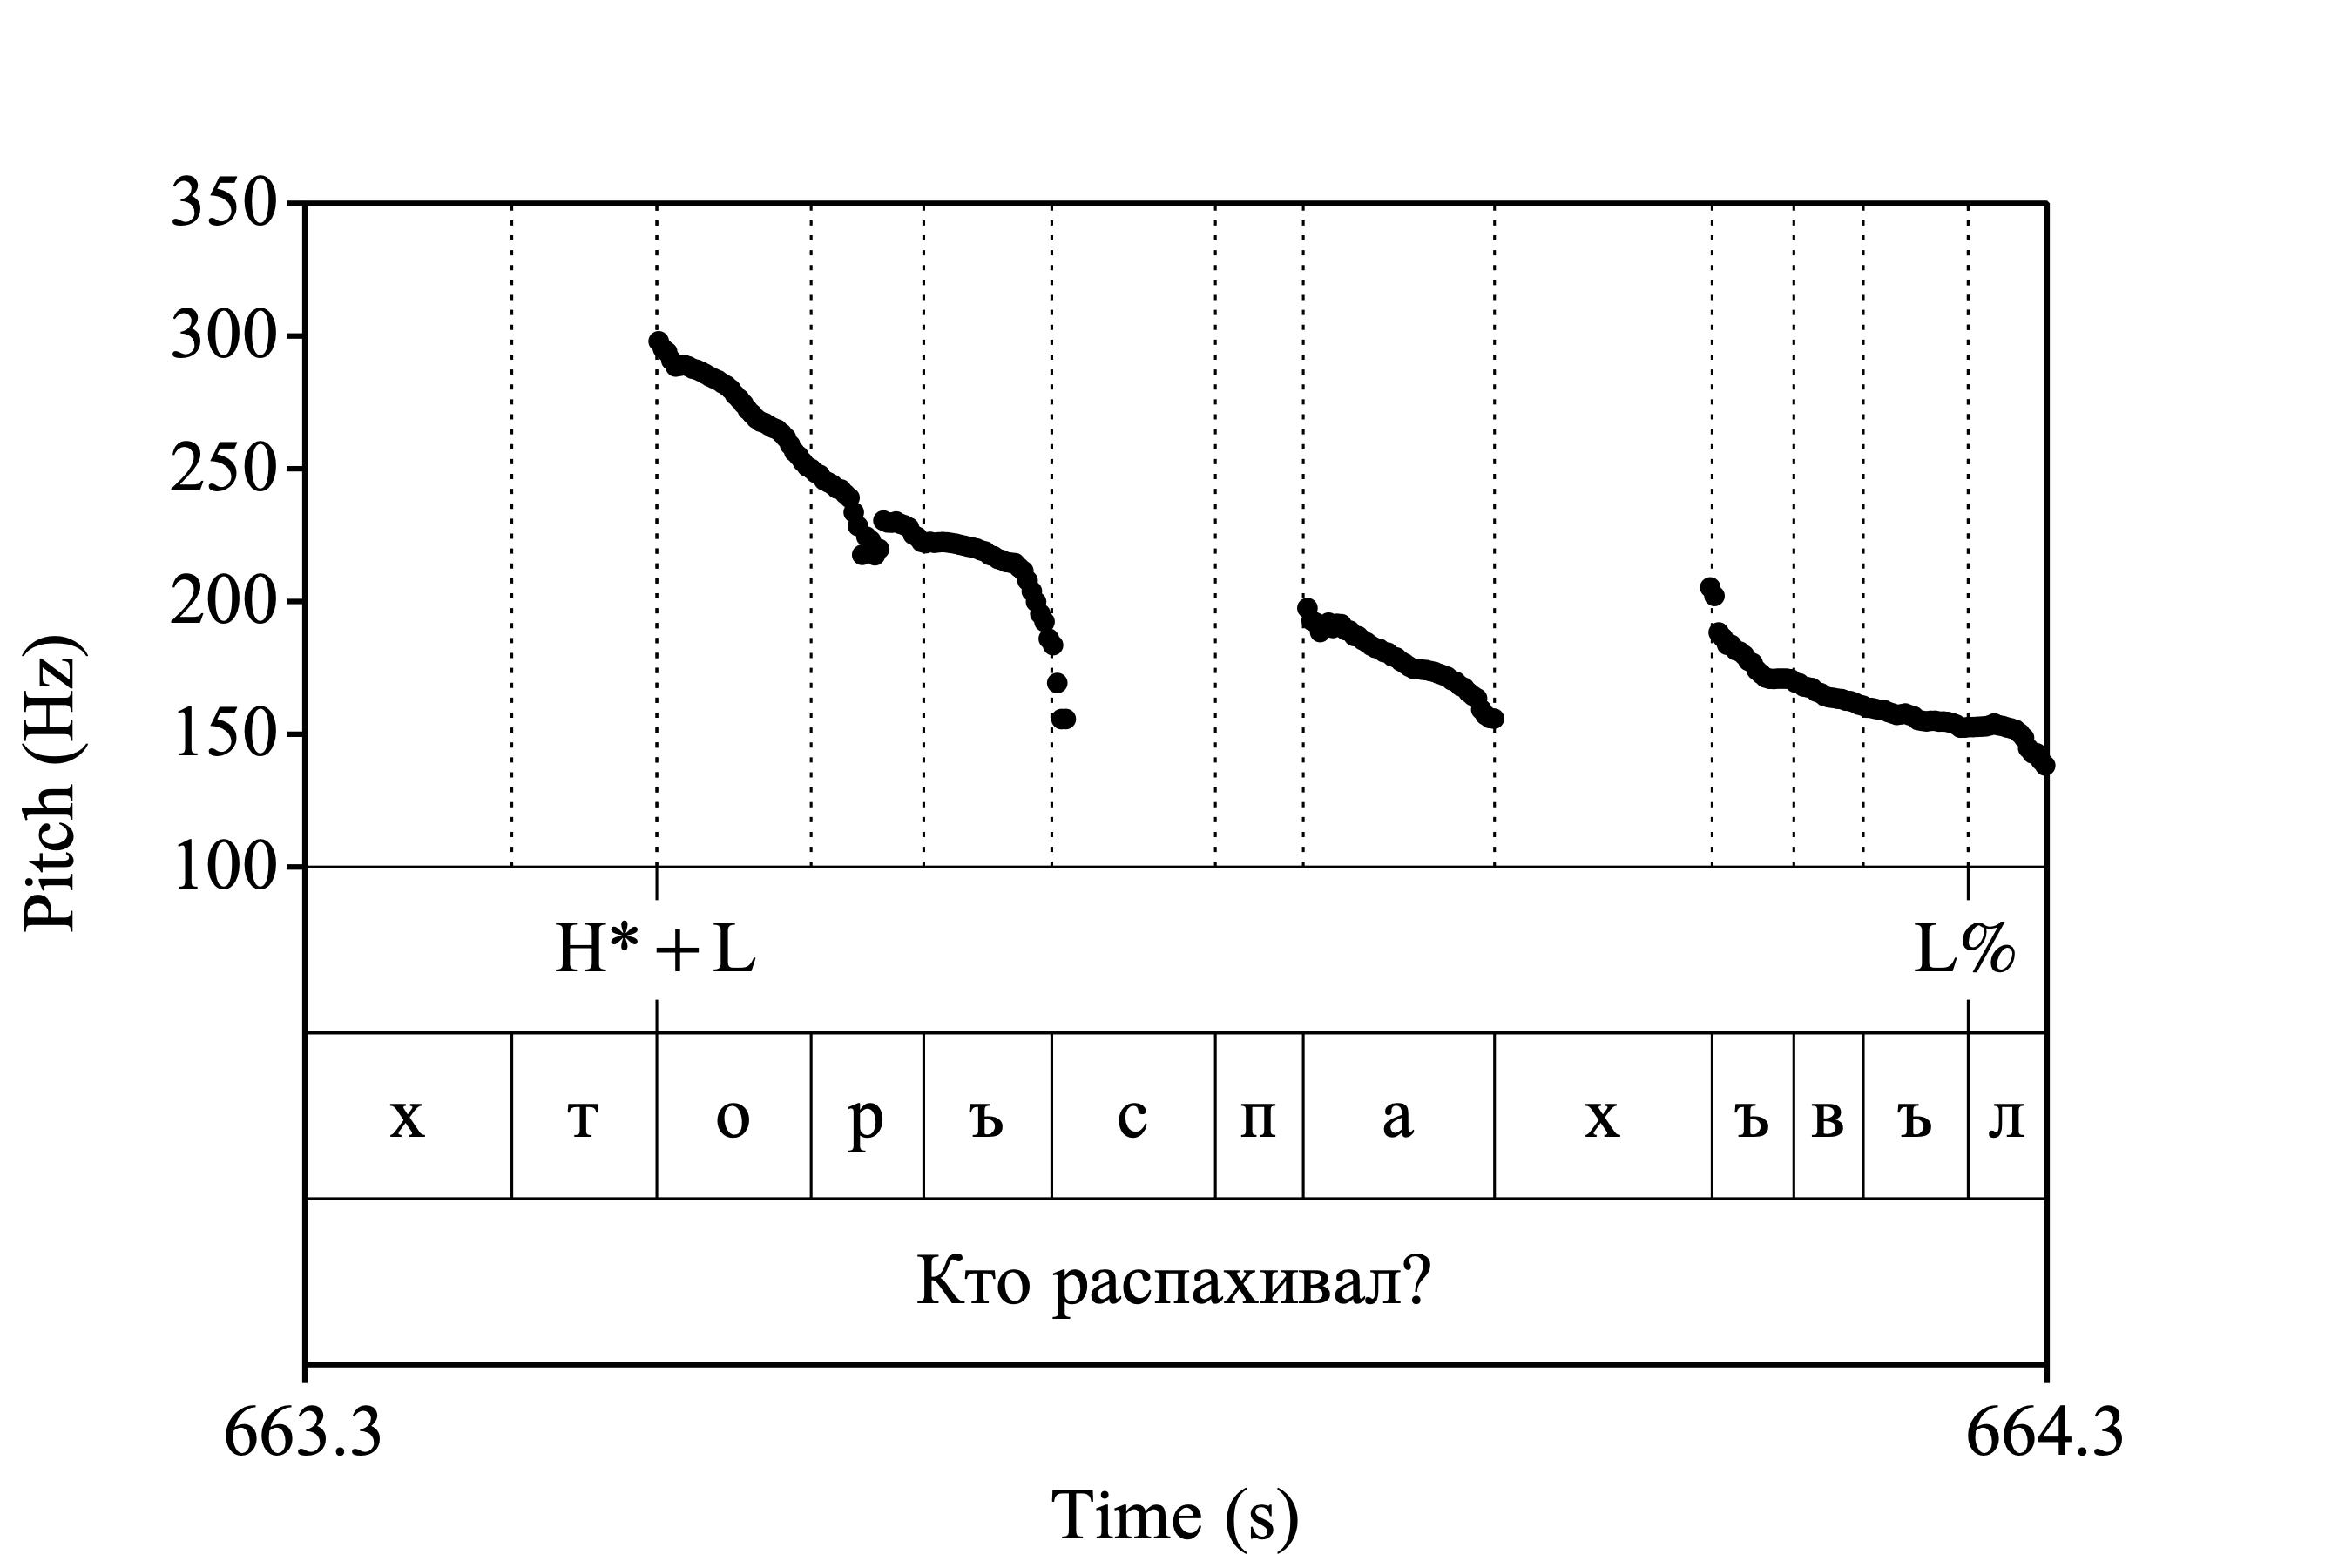 350
300
250
200
150
100
Pitch (Hz)
H*+L L%
х т о р ъ с п а х ъ в ъ л
Кто распахивал?
663.3 664.3
Time (s)